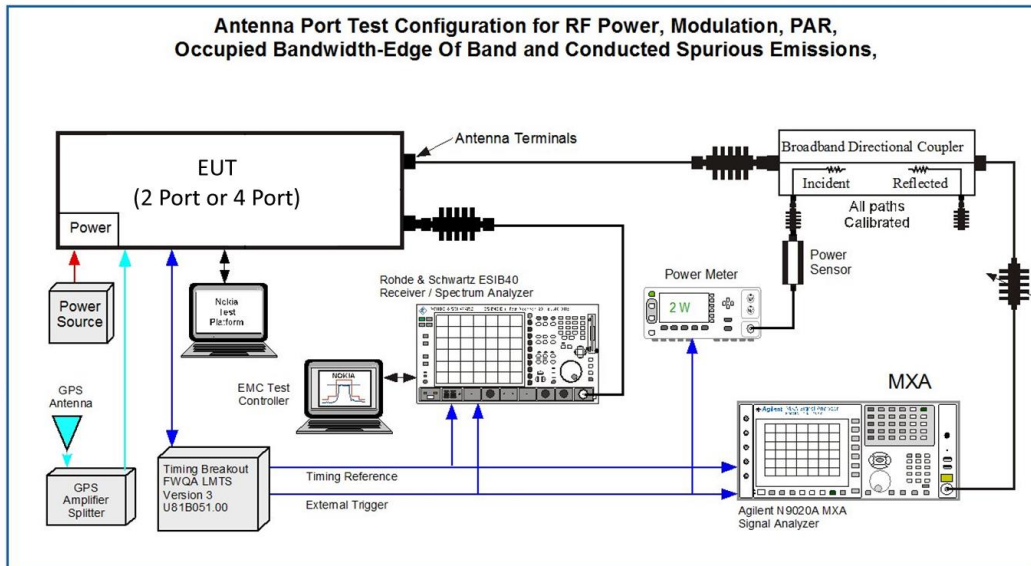 Antenna Port Test Configuration for RF Power, Modulation, PAR,
Occupied Bandwidth-Edge Of Band and Conducted Spurious Emissions,
Antenna Terminals
Broadband Directional Coupler
Incident
Reflected
All paths
Calibrated
EUT
(2 Port or 4 Port)
Power
Power
Source
Nokia
Test
Platform
Rohde & Schwartz ESIB40
Receiver / Spectrum Analyzer
Power Meter
2 W
Power
Sensor
EMC Test
Controller
NOKIA
MXA
Agilent
GPS
Antenna
GPS
Amplifier
Splitter
Timing Breakout
FWQA LMTS
Version 3
U81B051.00
Timing Reference
External Trigger
Agilent N9020A MXA
Signal Analyzer